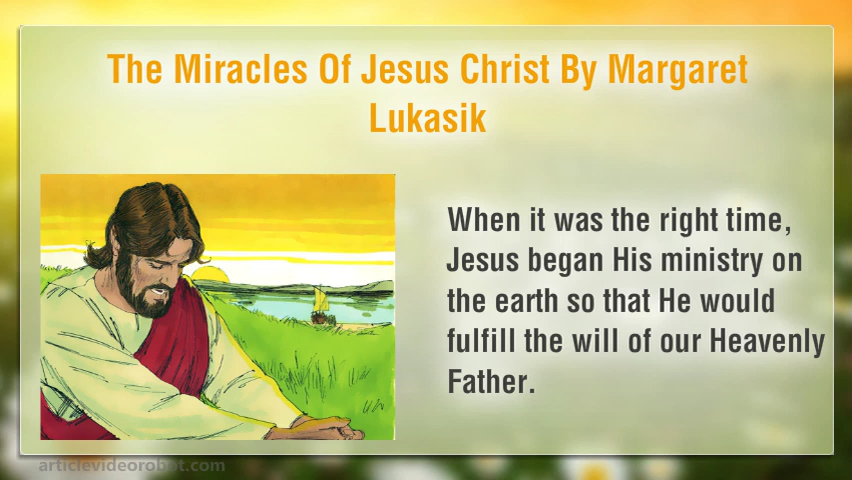 The Miracles Of Jesus Christ By Margaret
Lukasik
When it was the right time,
Jesus began His ministry on
the earth so that He would
fulfill the will of our Heavenly
Father.
articlevideorobot.com